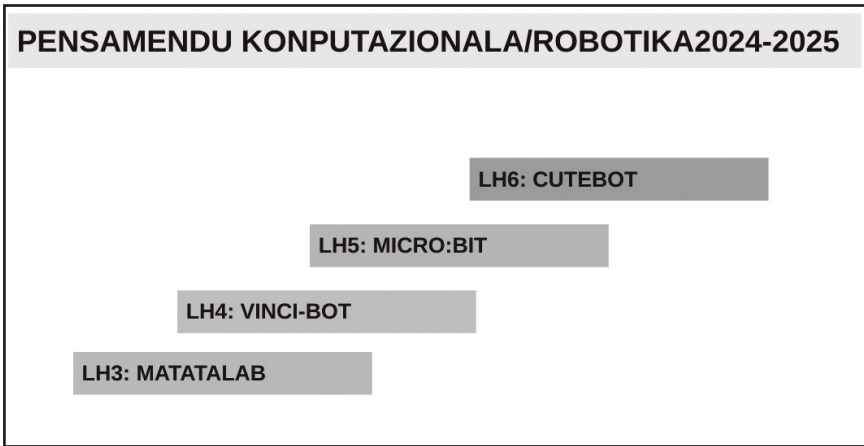 PENSAMENDU KONPUTAZIONALA/ROBOTIKA2024-2025
LH6: CUTEBOT
LH5: MICRO:BIT
LH4: VINCI-BOT
LH3: MATATALAB